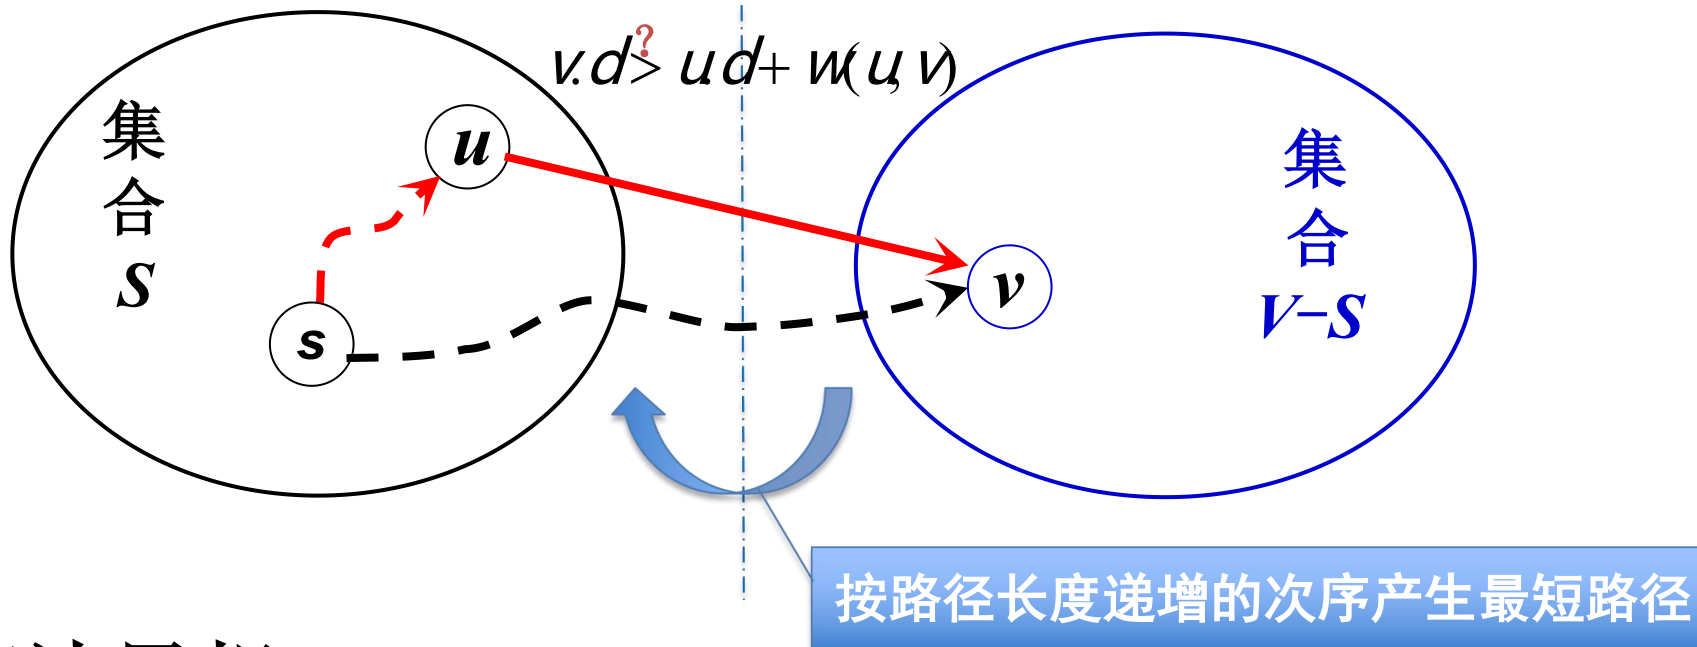 v.d >? u.d + w(u, v)
集
合
S
u
s
v
集
合
V−S
按路径长度递增的次序产生最短路径